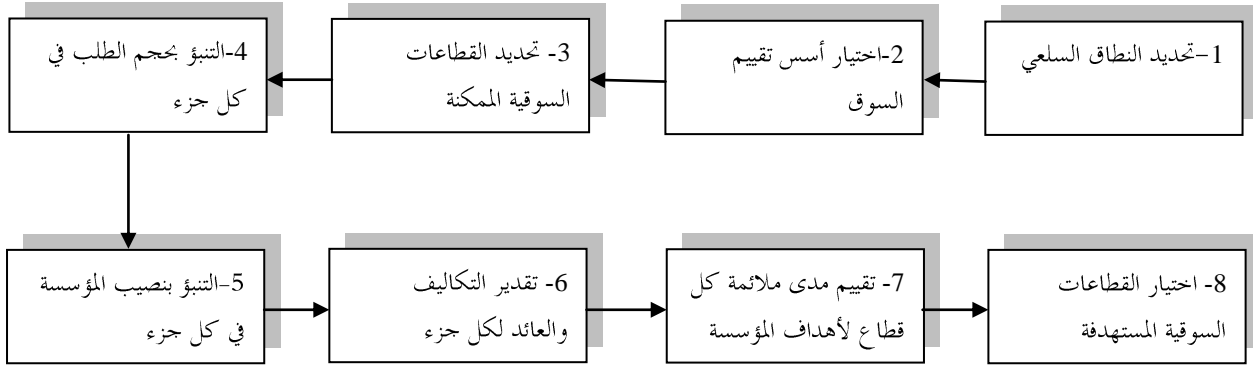 1-تحديد النطاق السلعي
2-اختيار أسس تقييم
السوق
3- تحديد القطاعات
السوقية الممكنة
4-التنبؤ بحجم الطلب في
كل جزء
5-التنبؤ بنصيب المؤسسة
في كل جزء
6- تقدير التكاليف
والعائد لكل جزء
7- تقييم مدى ملائمة كل
قطاع لأهداف المؤسسة
8- اختيار القطاعات
السوقية المستهدفة